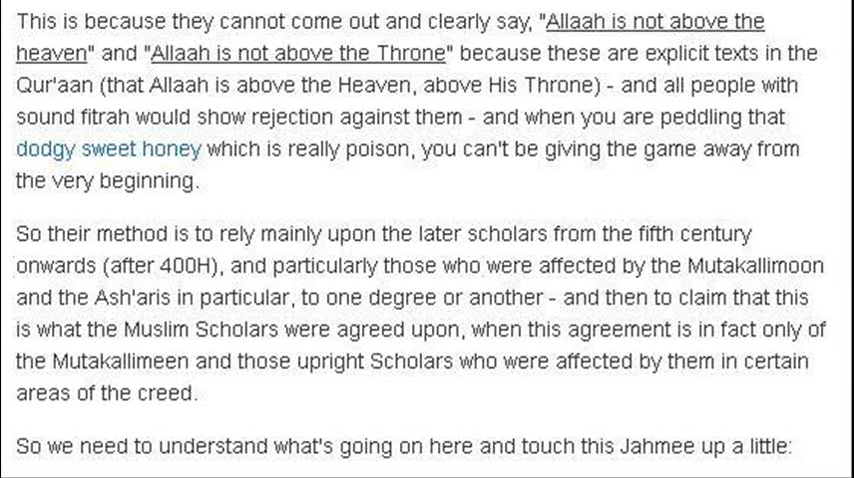 This is because they cannot come out and clearly say, "Allaah is not above the
heaven" and "Allaah is not above the Throne" because these are explicit texts in the
Qur'aan (that Allaah is above the Heaven, above His Throne) - and all people with
sound fitrah would show rejection against them - and when you are peddling that
dodgy sweet honey which is really poison, you can't be giving the game away from
the very beginning.
So their method is to rely mainly upon the later scholars from the fifth century
onwards (after 400H), and particularly those who were affected by the Mutakallimoon
and the Ash'aris in particular, to one degree or another - and then to claim that this
is what the Muslim Scholars were agreed upon, when this agreement is in fact only of
the Mutakallimeen and those upright Scholars who were affected by them in certain
areas of the creed.
So we need to understand what's going on here and touch this Jahmee up a little: